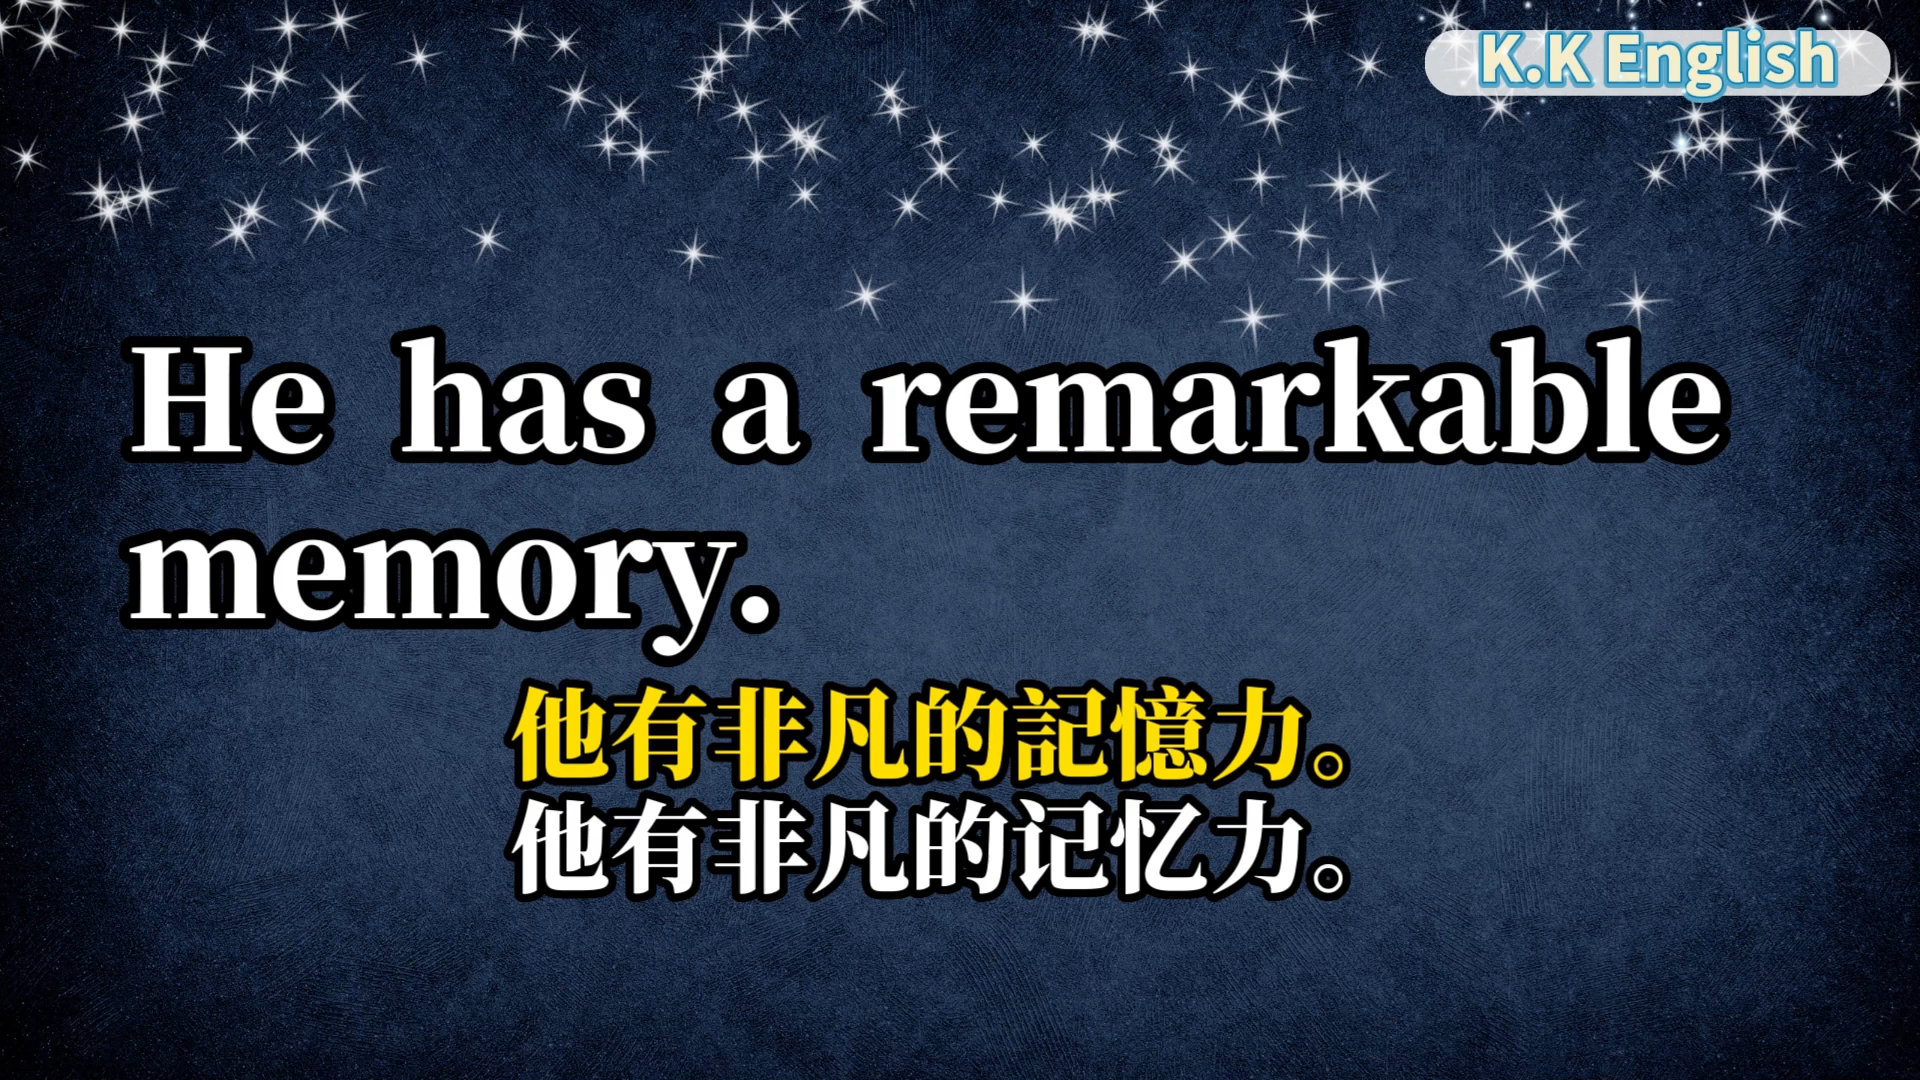 K.K English
He has a remarkable
memory.
他有非凡的記憶力。
他有非凡的记忆力。